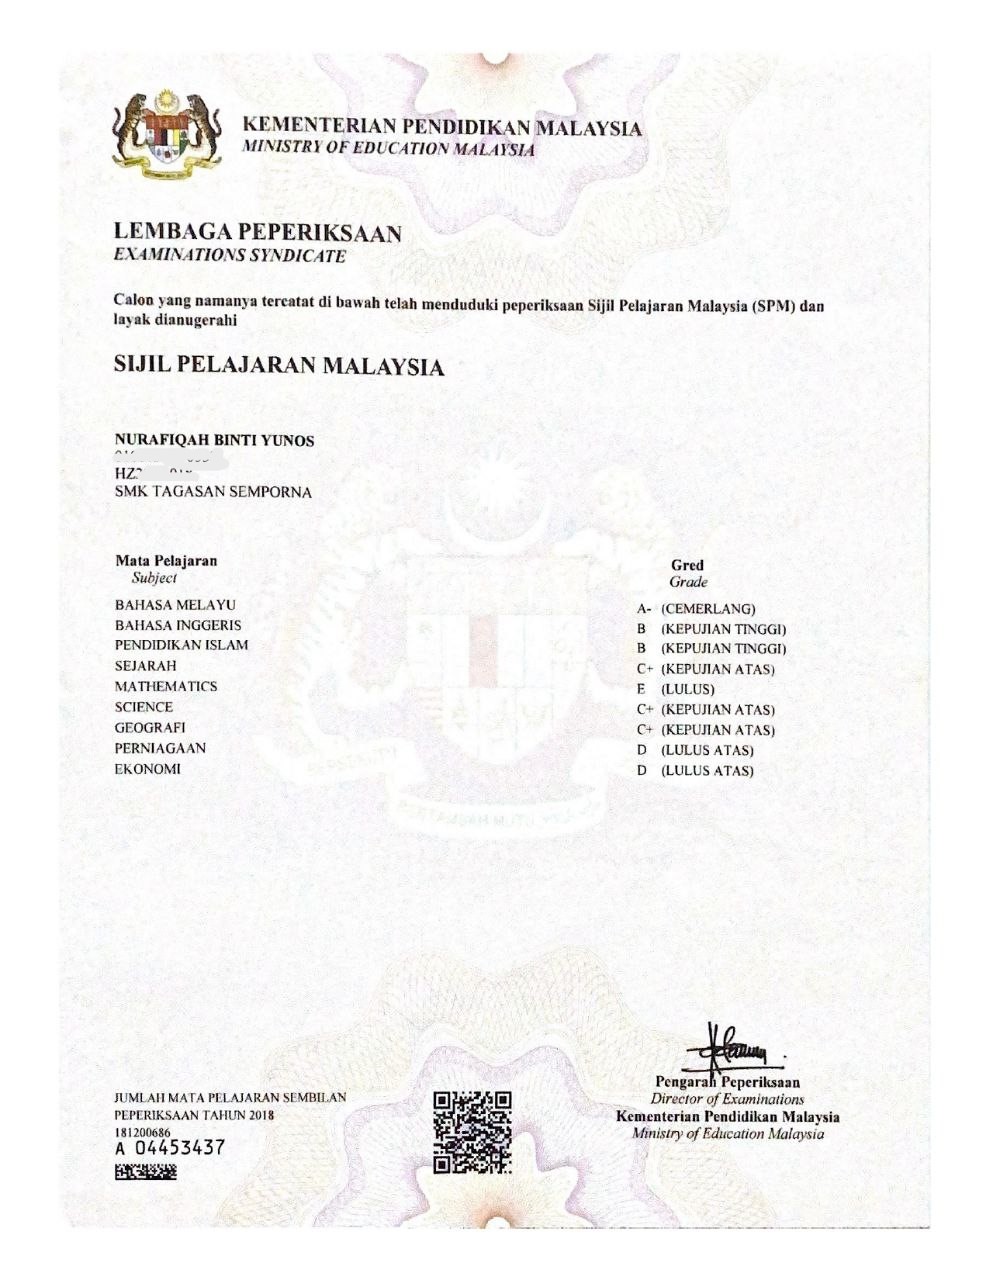 KEMENTERIAN PENDIDIKAN MALAYSIA
MINISTRY OF EDUCATION MALAYSIA
LEMBAGA PEPERIKSAAN
EXAMINATIONS SYNDICATE
Calon yang namanya tercatat di bawah telah menduduki peperiksaan Sijil Pelajaran Malaysia (SPM) dan
layak dianugerahi
SIJIL PELAJARAN MALAYSIA
NURAFIQAH BINTI YUNOS
SMK TAGASAN SEMPORNA
Mata Pelajaran Gred
Subject Grade
BAHASA MELAYU A- (CEMERLANG)
BAHASA INGGERIS B (KEPUJIAN TINGGI)
PENDIDIKAN ISLAM B (KEPUJIAN TINGGI)
SEJARAH C+ (KEPUJIAN ATAS)
MATHEMATICS E (LULUS)
SCIENCE C+ (KEPUJIAN ATAS)
GEOGRAFI C+ (KEPUJIAN ATAS)
PERNIAGAAN D (LULUS ATAS)
EKONOMI D (LULUS ATAS)
Pengarah Peperiksaan
Director of Examinations
Kementerian Pendidikan Malaysia
Ministry of Education Malaysia
JUMLAH MATA PELAJARAN SEMBILAN
PEPERIKSAAN TAHUN 2018
181200686
A 04453437